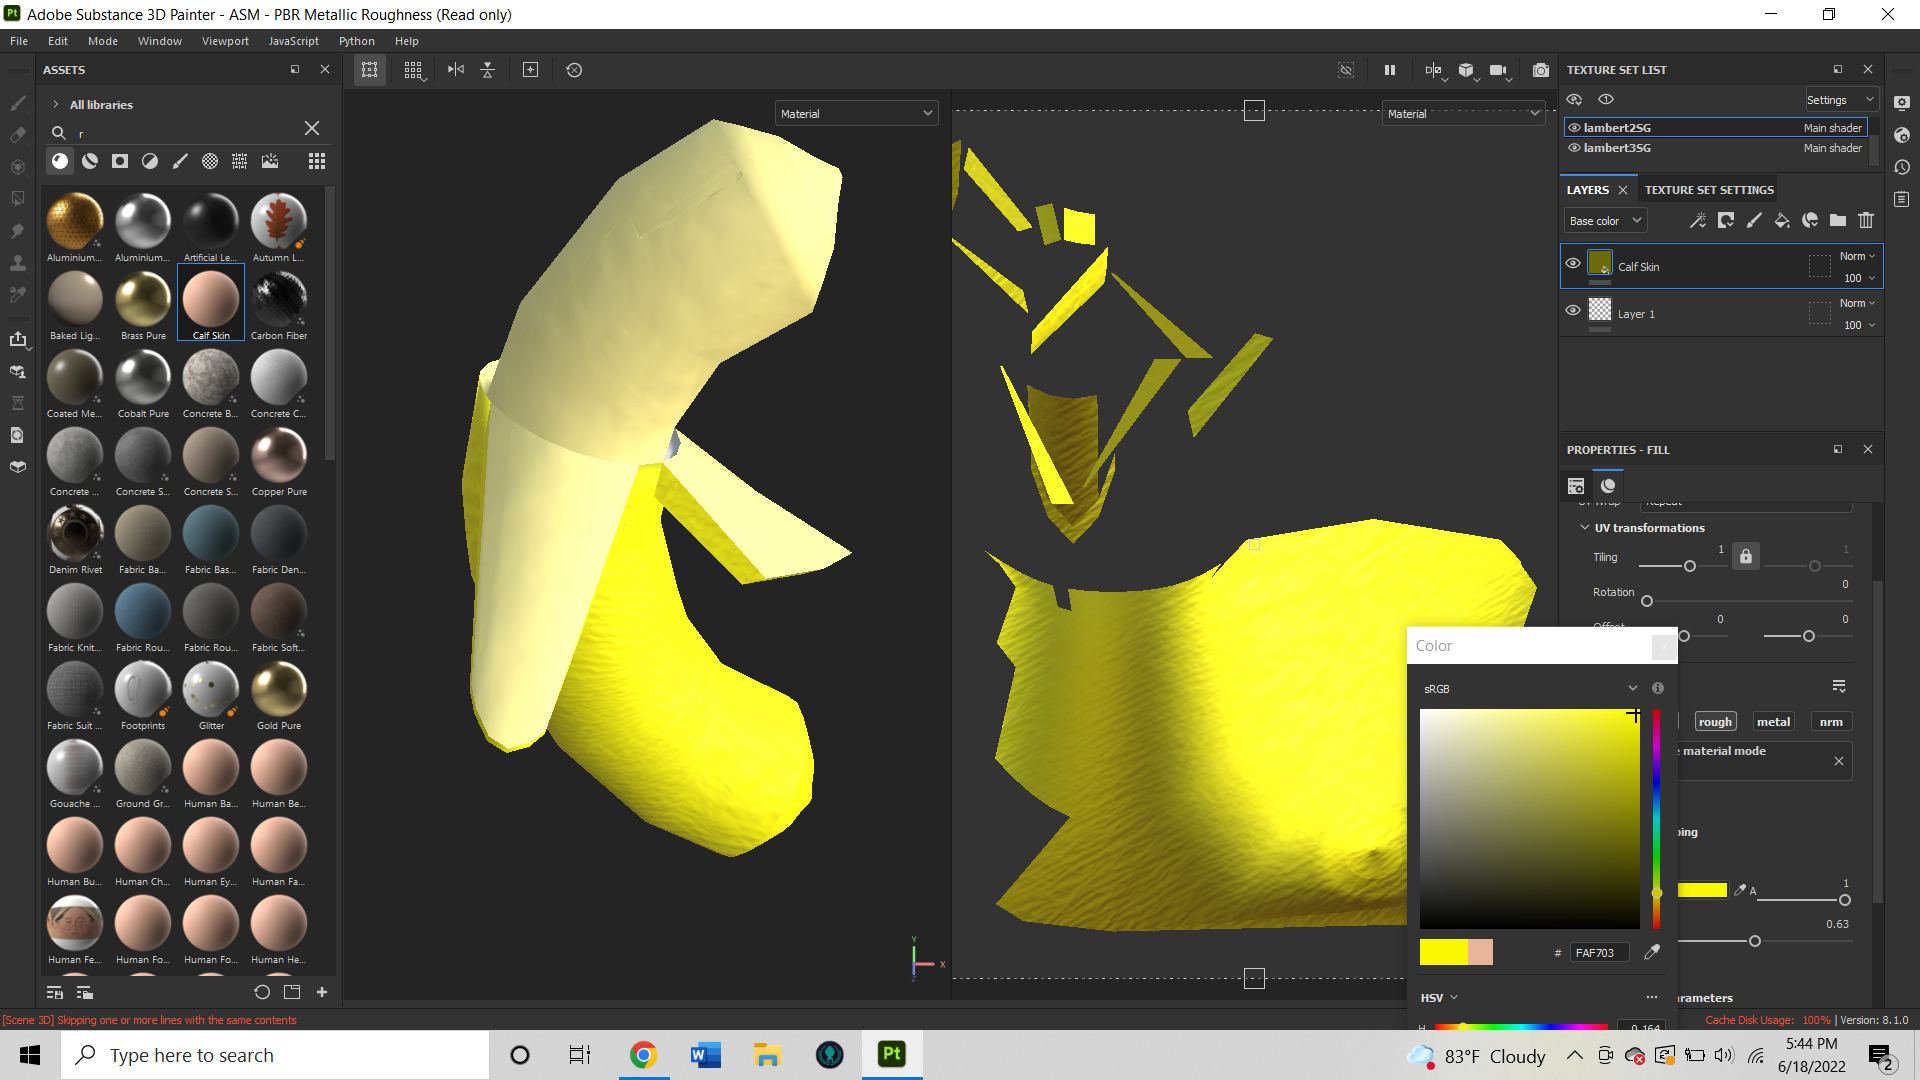 Pt Adobe Substance 3D Painter - ASM - PBR Metallic Roughness (Read only)
File Edit Mode Window Viewport JavaScript Python Help
ASSETS
All libraries
r
Aluminium... Aluminium... Artificial Le... Autumn L...
Baked Lig... Brass Pure Calf Skin Carbon Fiber
Coated Me... Cobalt Pure Concrete B... Concrete C...
Concrete ... Concrete S... Concrete S... Copper Pure
Denim Rivet Fabric Ba... Fabric Bas... Fabric Den...
Fabric Knit... Fabric Rou... Fabric Rou... Fabric Soft...
Fabric Suit ... Footprints Glitter Gold Pure
Gouache ... Ground Gr... Human Ba... Human Be...
Human Bu... Human Ch... Human Ey... Human Fa...
Human Fe... Human Fo... Human Fo... Human He...
Material
Material
Y
X
Z
TEXTURE SET LIST
Settings
lambert2SG Main shader
lambert3SG Main shader
LAYERS TEXTURE SET SETTINGS
Base color
Calf Skin Norm
100
Layer 1 Norm
100
PROPERTIES - FILL
UV transformations
Tiling 1 1
Rotation 0
Offset 0 0
rough metal nrm
material mode
A 1
0.63
Color
sRGB
# FAF703
HSV ...
H 0.164
[Scene 3D] Skipping one or more lines with the same contents
Cache Disk Usage: 100% | Version: 8.1.0
Type here to search
W
Pt
83°F Cloudy
5:44 PM
6/18/2022
2